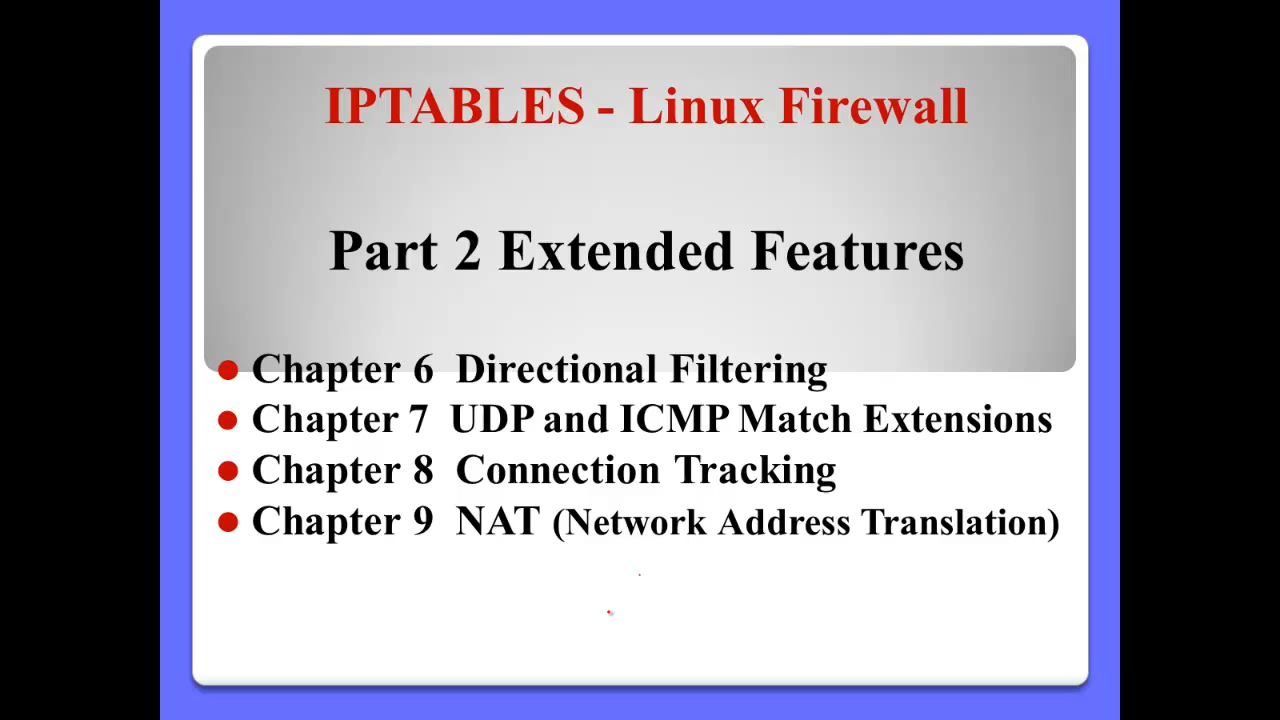 IPTABLES - Linux Firewall
Part 2 Extended Features
Chapter 6 Directional Filtering
Chapter 7 UDP and ICMP Match Extensions
Chapter 8 Connection Tracking
Chapter 9 NAT (Network Address Translation)